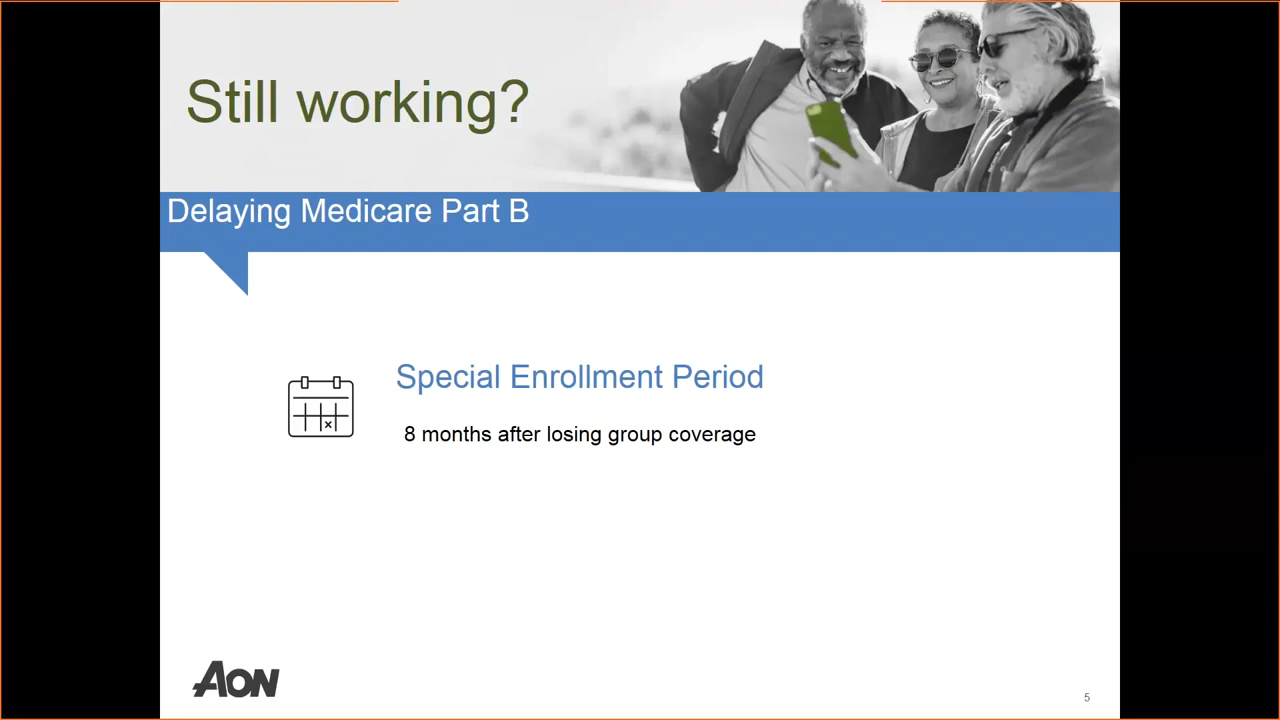 Still working?
Delaying Medicare Part B
Special Enrollment Period
8 months after losing group coverage
AON
5